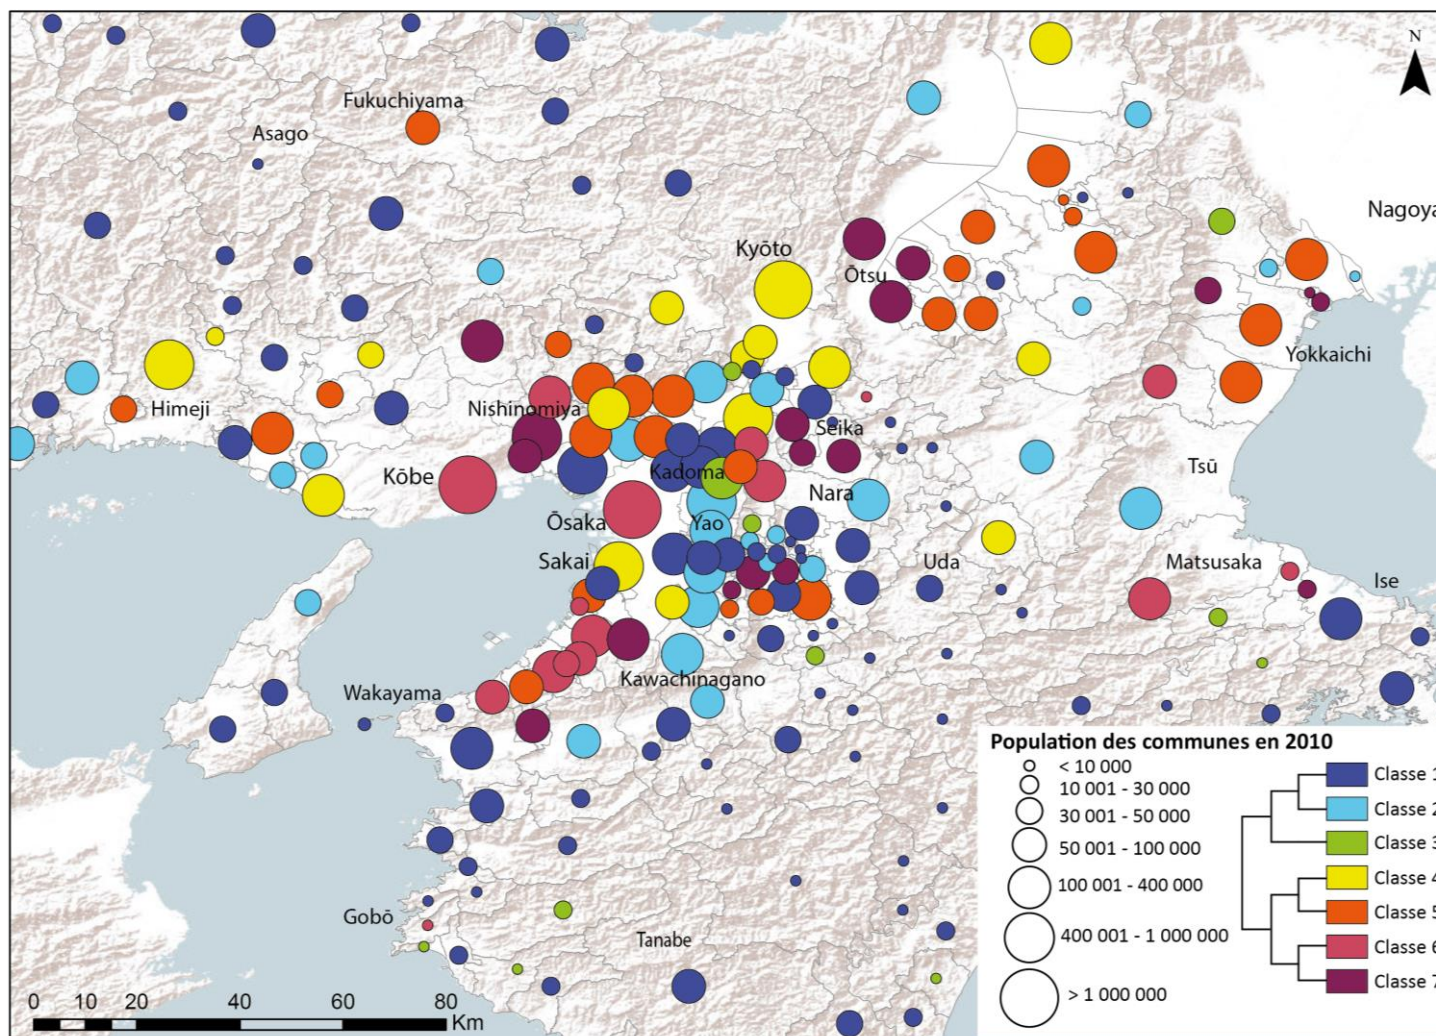 N
Fukuchiyama
Asago
Nagoya
Kyōto
Ōtsu
Yokkaichi
Himeji
Nishinomiya
Seika
Kadoma
Kōbe
Tsū
Nara
Ōsaka
Yao
Sakai
Uda
Matsusaka
Ise
Kawachinagano
Wakayama
Gobō
Tanabe
Population des communes en 2010
< 10 000
10 001 - 30 000
30 001 - 50 000
50 001 - 100 000
100 001 - 400 000
400 001 - 1 000 000
> 1 000 000
Classe 1
Classe 2
Classe 3
Classe 4
Classe 5
Classe 6
Classe 7
0 10 20 40 60 80
Km